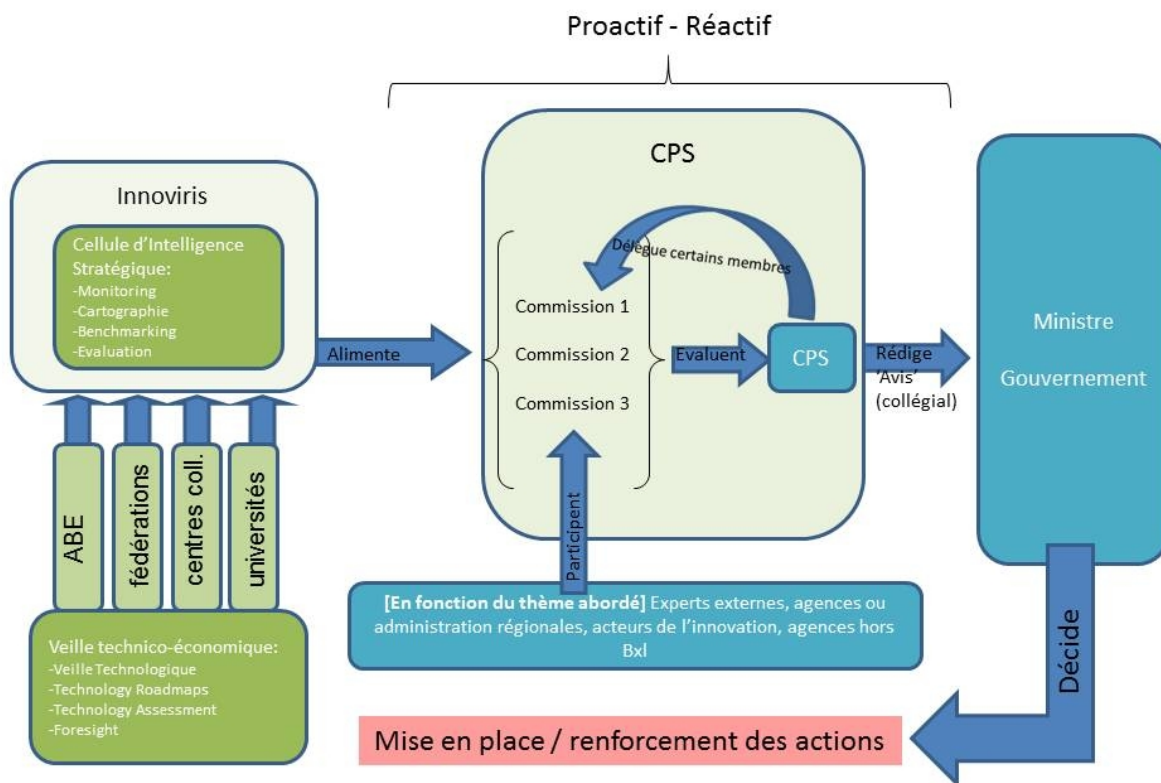 Proactif - Réactif
CPS
Innoviris
Cellule d’Intelligence
Stratégique:
-Monitoring
-Cartographie
-Benchmarking
-Evaluation
Alimente
Délègue certains membres
Commission 1
Commission 2
Commission 3
Evaluent
CPS
Rédige
‘Avis’
(collégial)
Ministre
Gouvernement
ABE
fédérations
centres coll.
universités
Participent
[En fonction du thème abordé] Experts externes, agences ou
administration régionales, acteurs de l’innovation, agences hors
Bxl
Veille technico-économique:
-Veille Technologique
-Technology Roadmaps
-Technology Assessment
-Foresight
Décide
Mise en place / renforcement des actions